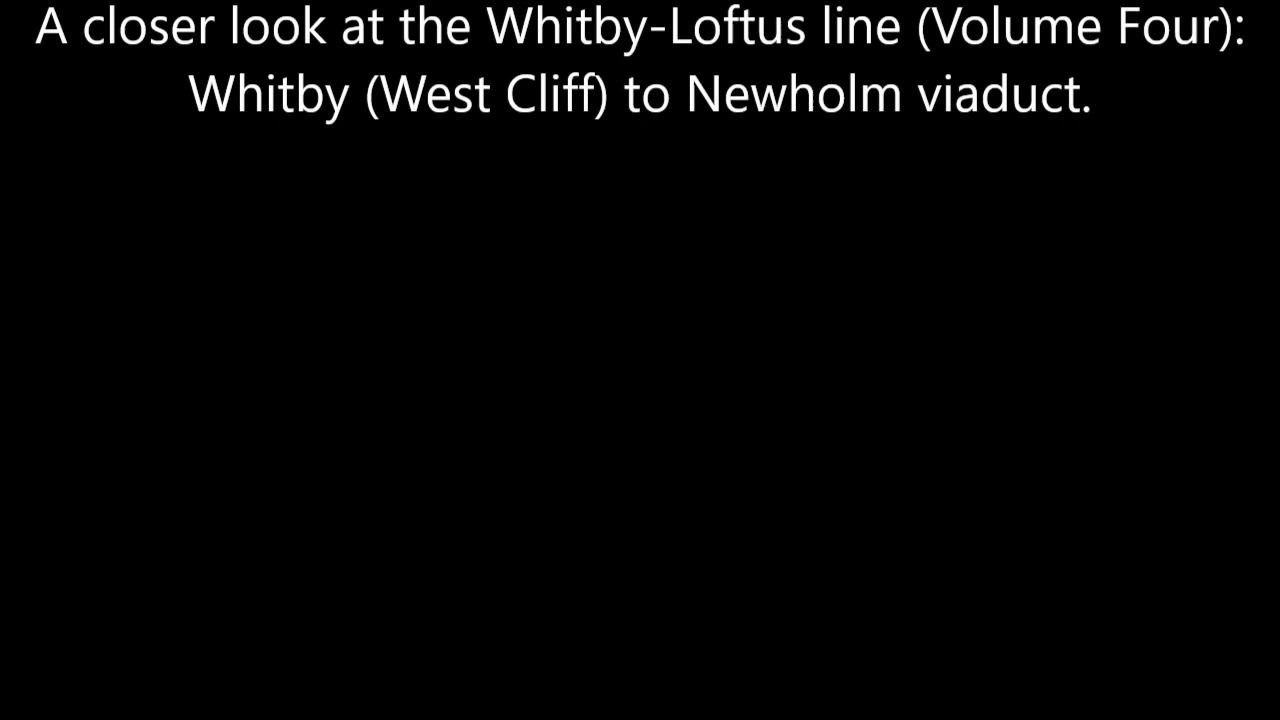 A closer look at the Whitby-Loftus line (Volume Four):
Whitby (West Cliff) to Newholm viaduct.